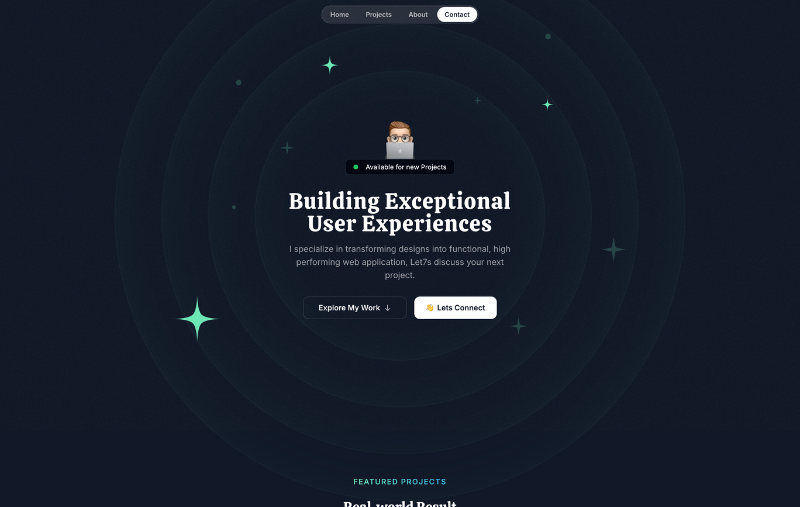 Home Projects About Contact
Available for new Projects
Building Exceptional
User Experiences
I specialize in transforming designs into functional, high
performing web application, Let7s discuss your next
project.
Explore My Work ↓ 👋 Lets Connect
FEATURED PROJECTS
Real-world Result